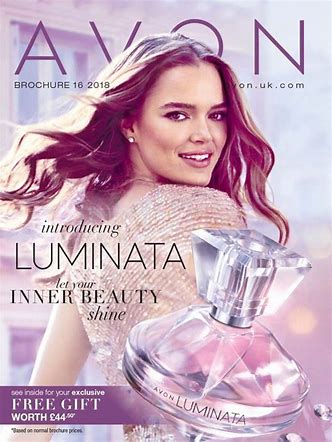 AVON
BROCHURE 16 2018
von.uk.com
introducing
LUMINATA
let your
INNER BEAUTY
shine
see inside for your exclusive
FREE GIFT
WORTH £44.50*
*Based on normal brochure prices.
AVON
LUMINATA